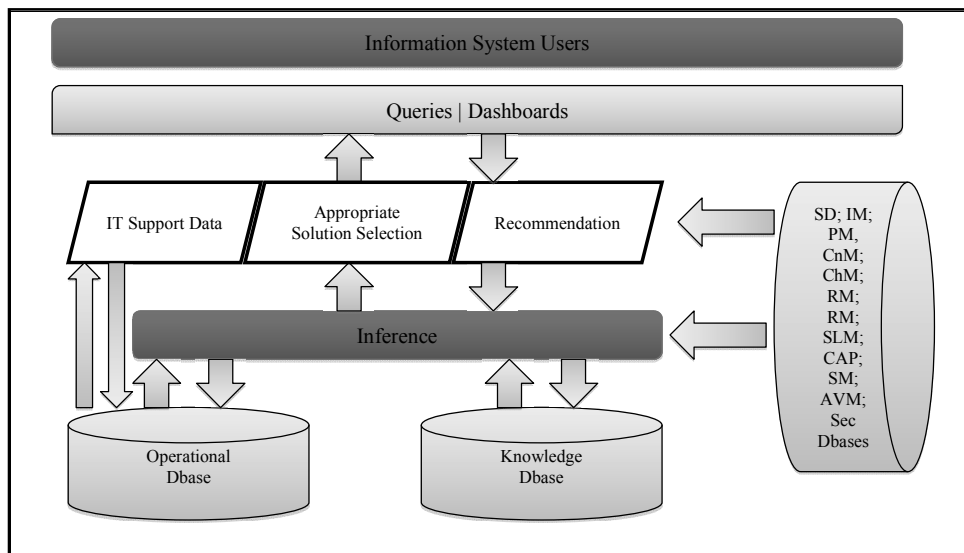 Information System Users
Queries | Dashboards
IT Support Data
Appropriate
Solution Selection
Recommendation
SD; IM;
PM,
CnM;
ChM;
RM;
RM;
SLM;
CAP;
SM;
AVM;
Sec
Dbases
Inference
Operational
Dbase
Knowledge
Dbase